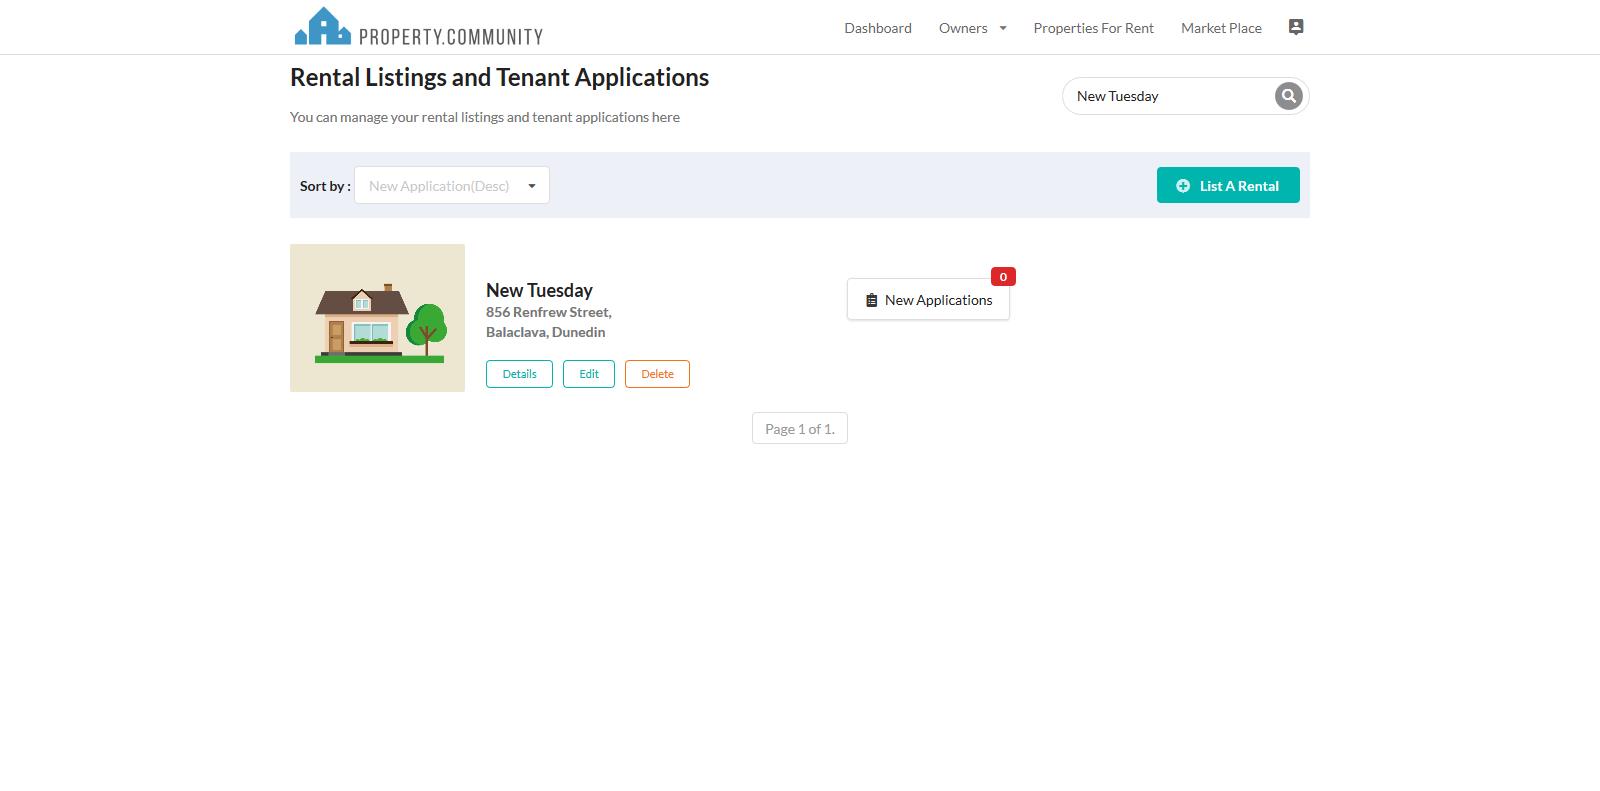 PROPERTY.COMMUNITY
Dashboard Owners Properties For Rent Market Place
Rental Listings and Tenant Applications
New Tuesday
You can manage your rental listings and tenant applications here
Sort by : New Application(Desc) List A Rental
0
New Tuesday
New Applications
856 Renfrew Street,
Balaclava, Dunedin
Details Edit Delete
Page 1 of 1.